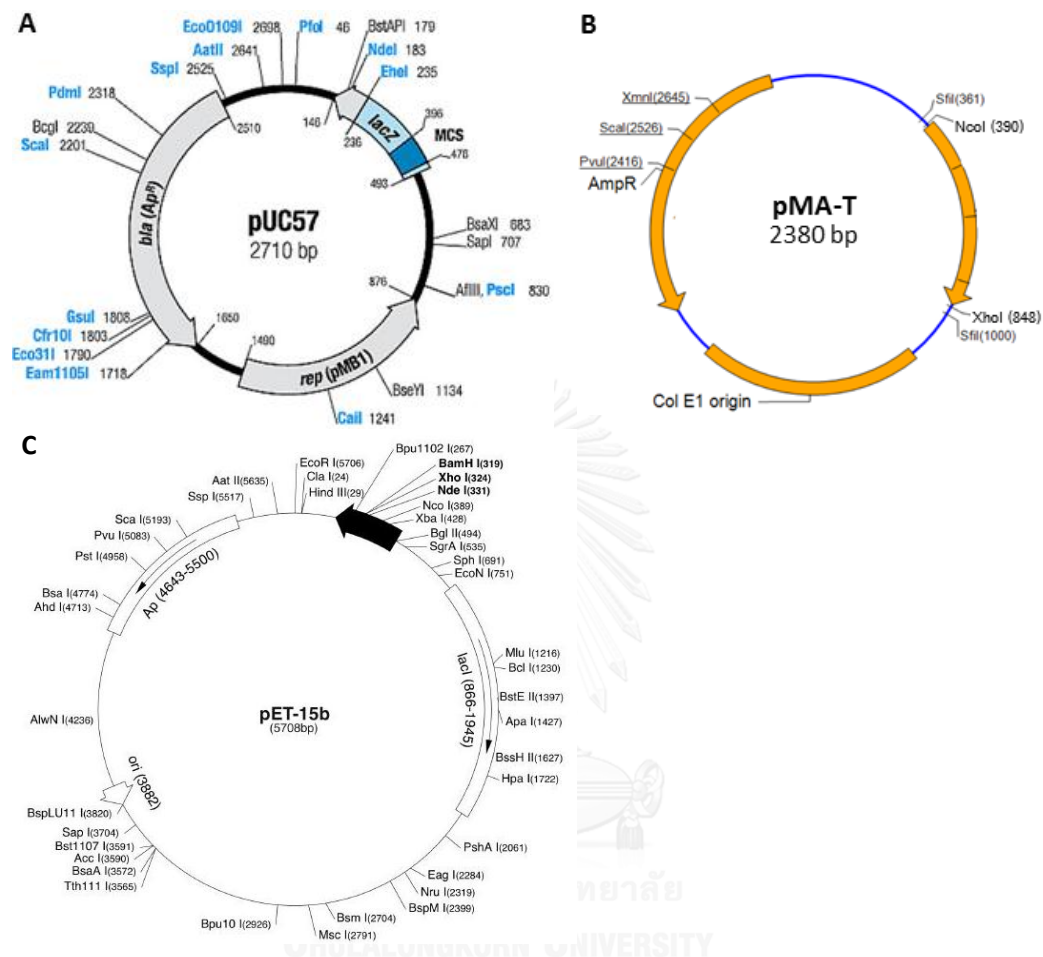 A
EcoO109I 2698
PfoI 46
BstAPI 179
AatII 2641
NdeI 183
SspI 2525
EheI 235
PdmI 2318
BcgI 2239
ScaI 2201
2510
146
236
lacZ
396
MCS
476
493
bla (ApR)
pUC57
2710 bp
BsaXI 683
SapI 707
AflIII, PscI 830
876
GsuI 1808
Cfr10I 1803
Eco31I 1790
Eam1105I 1718
1650
1490
rep (pMB1)
BseYI 1134
CaiI 1241
B
XmnI(2645)
ScaI(2526)
PvuI(2416)
AmpR
SfiI(361)
NcoI (390)
pMA-T
2380 bp
XhoI (848)
SfiI(1000)
Col E1 origin
C
EcoR I(5706)
Cla I(24)
Hind III(29)
Bpu1102 I(267)
BamH I(319)
Xho I(324)
Nde I(331)
Nco I(389)
Xba I(428)
Bgl II(494)
SgrA I(535)
Sph I(691)
EcoN I(751)
Aat II(5635)
Ssp I(5517)
Sca I(5193)
Pvu I(5083)
Pst I(4958)
Bsa I(4774)
Ahd I(4713)
Ap (4643-5500)
lacI (866-1945)
Mlu I(1216)
Bcl I(1230)
BstE II(1397)
Apa I(1427)
BssH II(1627)
Hpa I(1722)
pET-15b
(5708bp)
AlwN I(4236)
ori (3882)
BspLU11 I(3820)
Sap I(3704)
Bst1107 I(3591)
Acc I(3590)
BsaA I(3572)
Tth111 I(3565)
PshA I(2061)
Eag I(2284)
Nru I(2319)
BspM I(2399)
Bsm I(2704)
Msc I(2791)
Bpu10 I(2926)
ทยาลัย
UNIVERSITY